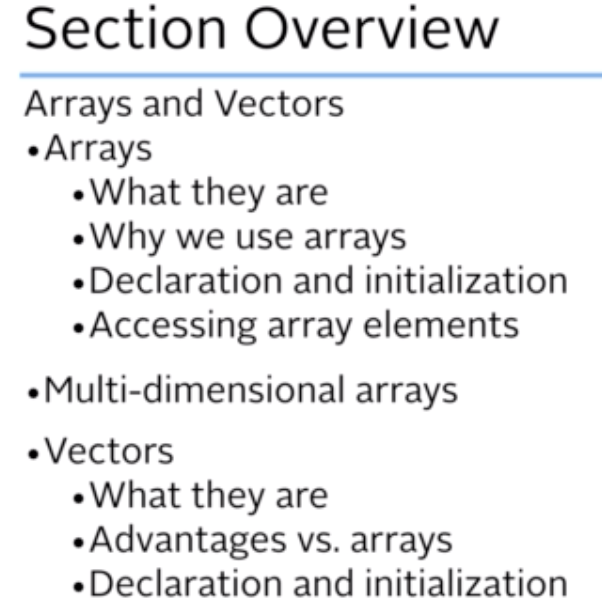 Section Overview
Arrays and Vectors
•Arrays
•What they are
•Why we use arrays
•Declaration and initialization
•Accessing array elements
•Multi-dimensional arrays
•Vectors
•What they are
•Advantages vs. arrays
•Declaration and initialization